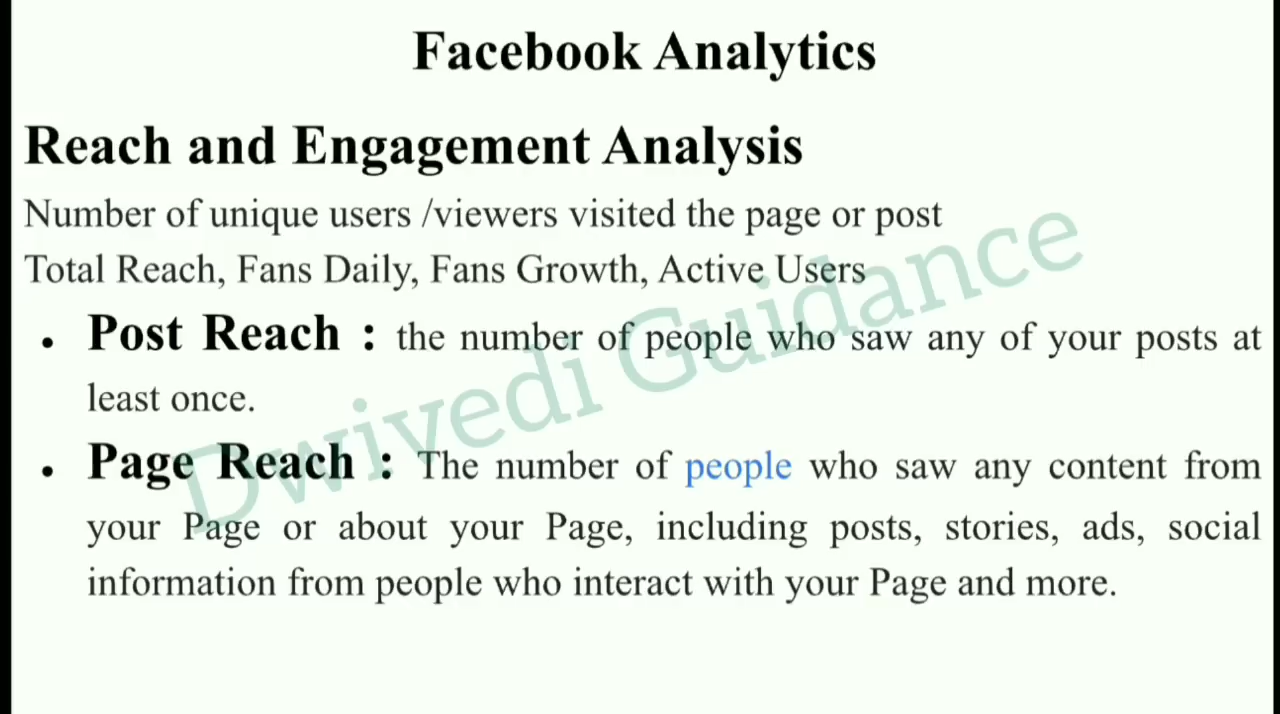 Facebook Analytics
Reach and Engagement Analysis
Number of unique users /viewers visited the page or post
Total Reach, Fans Daily, Fans Growth, Active Users
• Post Reach : the number of people who saw any of your posts at
least once.
• Page Reach : The number of people who saw any content from
your Page or about your Page, including posts, stories, ads, social
information from people who interact with your Page and more.
Dwivedi Guidance